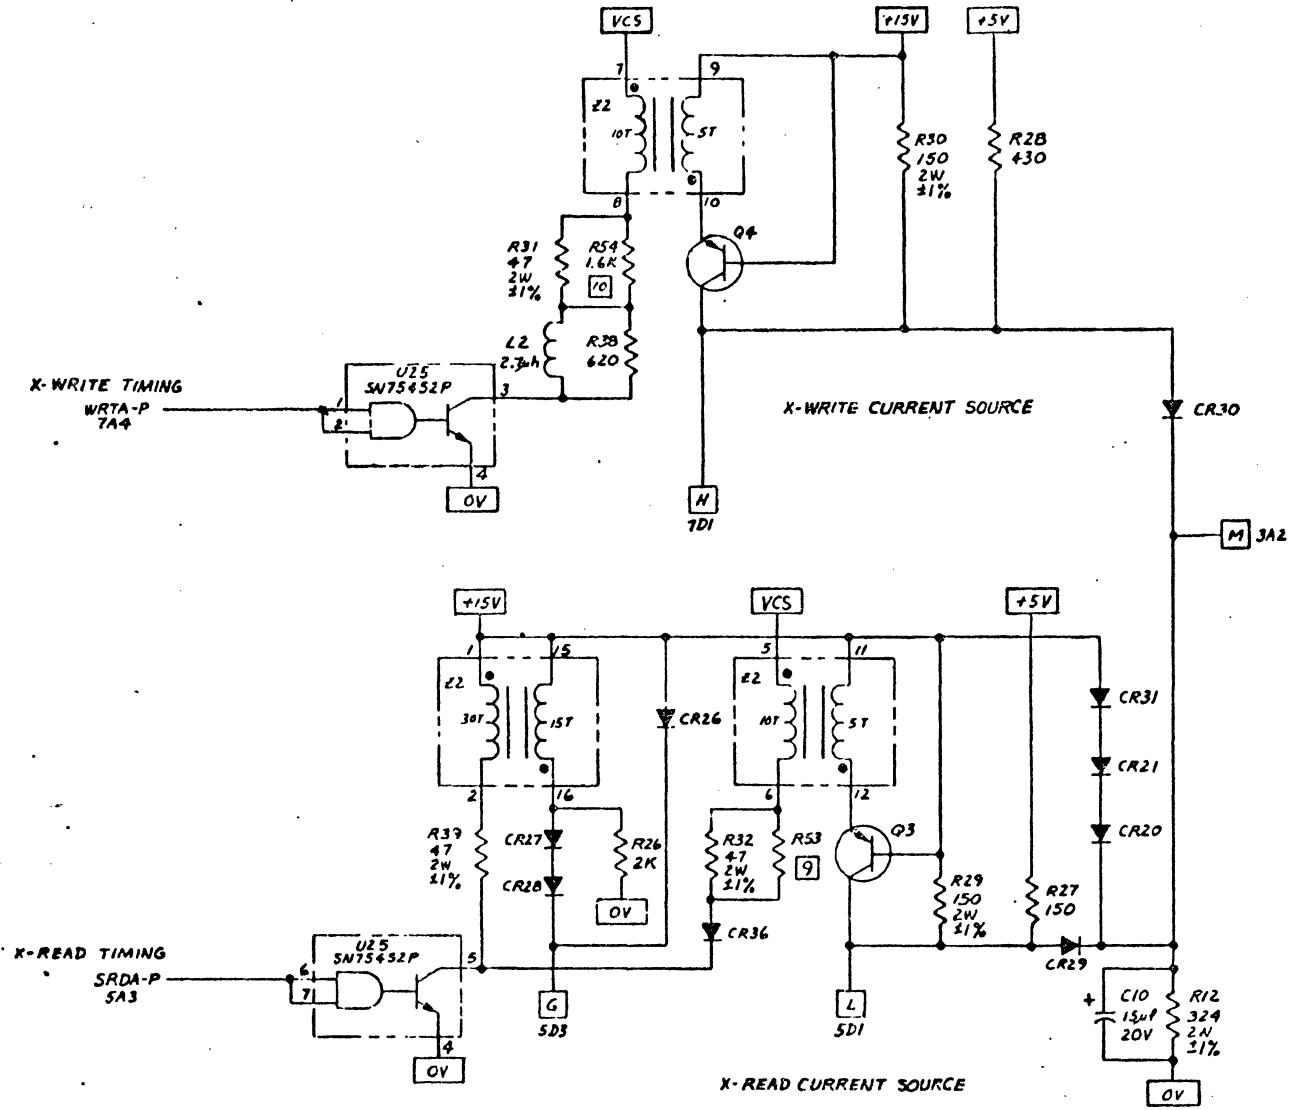 VCS
+15V
+5V
7
9
Z2
10T
5T
8
10
R30
150
2W
±1%
R28
430
Q4
R31
47
2W
±1%
R54
1.6K
10
L2
2.7µh
R38
620
U25
SN75452P
3
X-WRITE TIMING
WRTA-P
7A4
1
2
4
0V
X-WRITE CURRENT SOURCE
CR30
H
7D1
M 3A2
+15V
VCS
+5V
1
15
5
11
Z2
30T
15T
CR26
Z2
10T
5T
CR31
CR21
CR20
2
16
6
12
R37
47
2W
±1%
CR27
CR28
R26
2K
0V
R32
47
2W
±1%
R53
9
Q3
CR36
R29
150
2W
±1%
R27
150
CR29
X-READ TIMING
SRDA-P
5A3
U25
SN75452P
5
6
7
4
0V
G
5D3
L
5D1
+
C10
15µf
20V
R12
324
2W
±1%
0V
X-READ CURRENT SOURCE